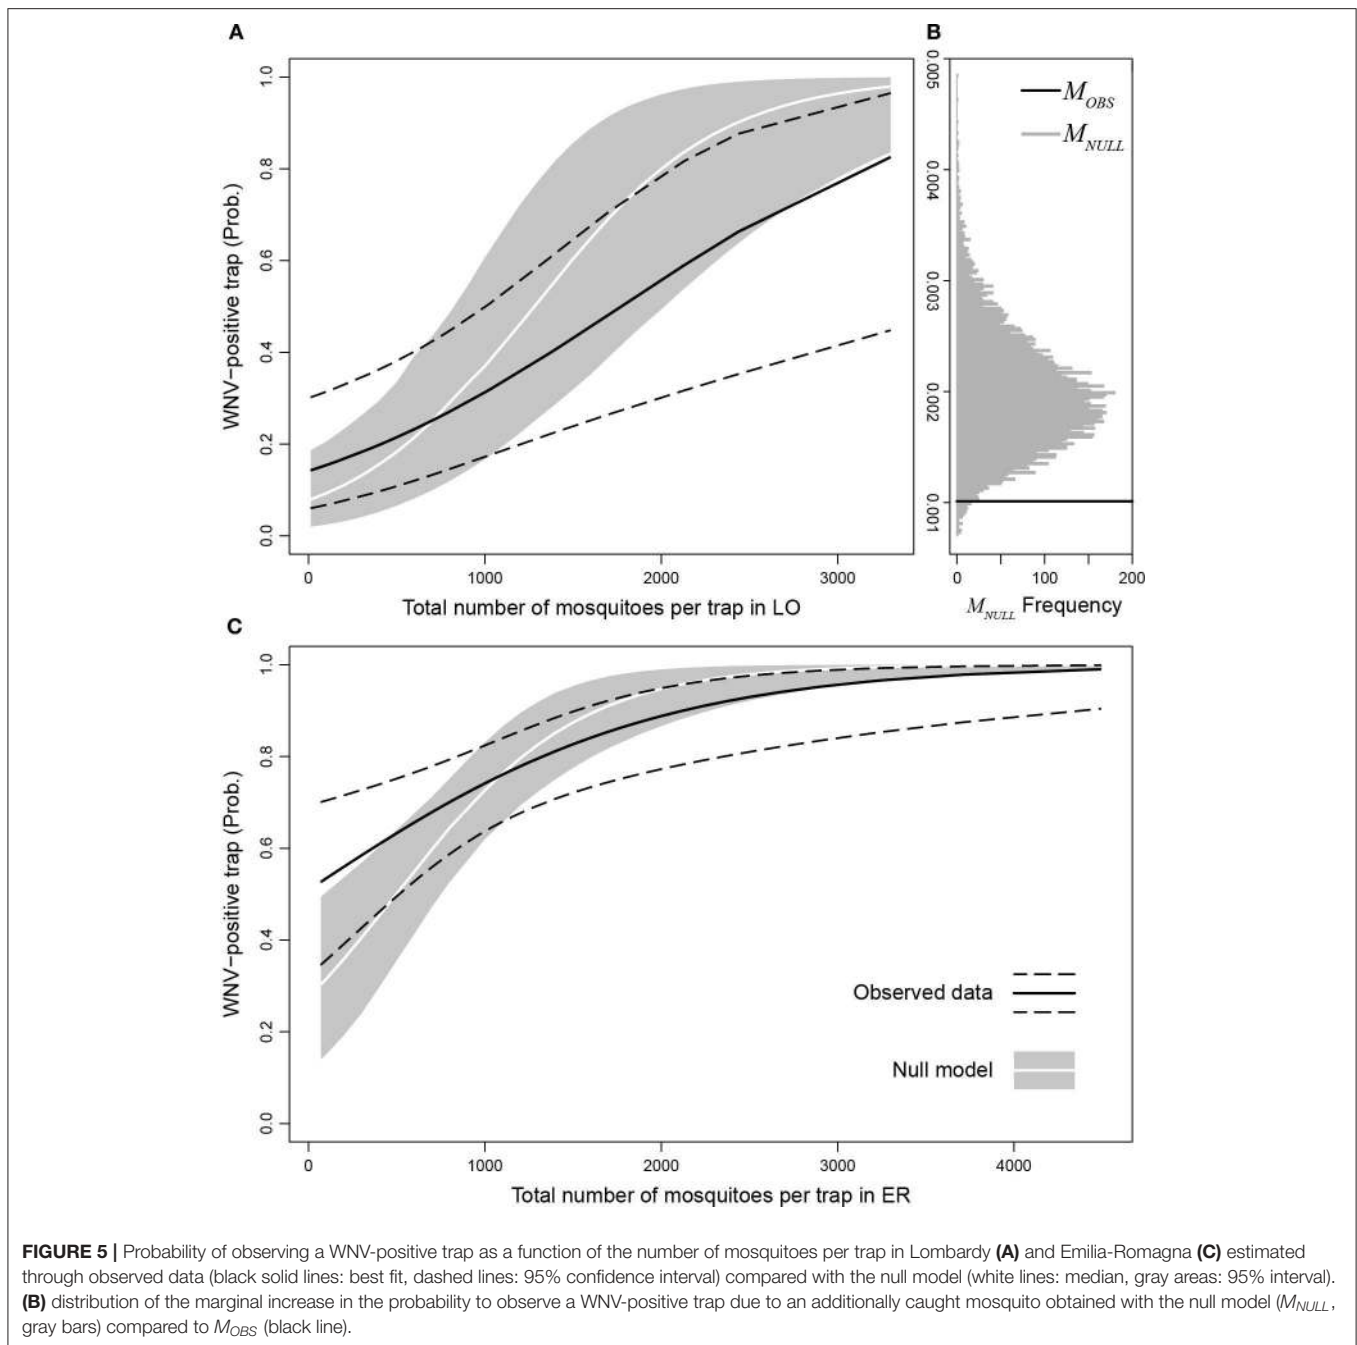 A
B
WNV−positive trap (Prob.)
0.0
0.2
0.4
0.6
0.8
1.0
0
1000
2000
3000
Total number of mosquitoes per trap in LO
0.001
0.002
0.003
0.004
0.005
M_OBS
M_NULL
0
100
200
M_NULL Frequency
C
WNV−positive trap (Prob.)
0.0
0.2
0.4
0.6
0.8
1.0
Observed data
Null model
0
1000
2000
3000
4000
Total number of mosquitoes per trap in ER
FIGURE 5 | Probability of observing a WNV-positive trap as a function of the number of mosquitoes per trap in Lombardy (A) and Emilia-Romagna (C) estimated
through observed data (black solid lines: best fit, dashed lines: 95% confidence interval) compared with the null model (white lines: median, gray areas: 95% interval).
(B) distribution of the marginal increase in the probability to observe a WNV-positive trap due to an additionally caught mosquito obtained with the null model (M_NULL,
gray bars) compared to M_OBS (black line).